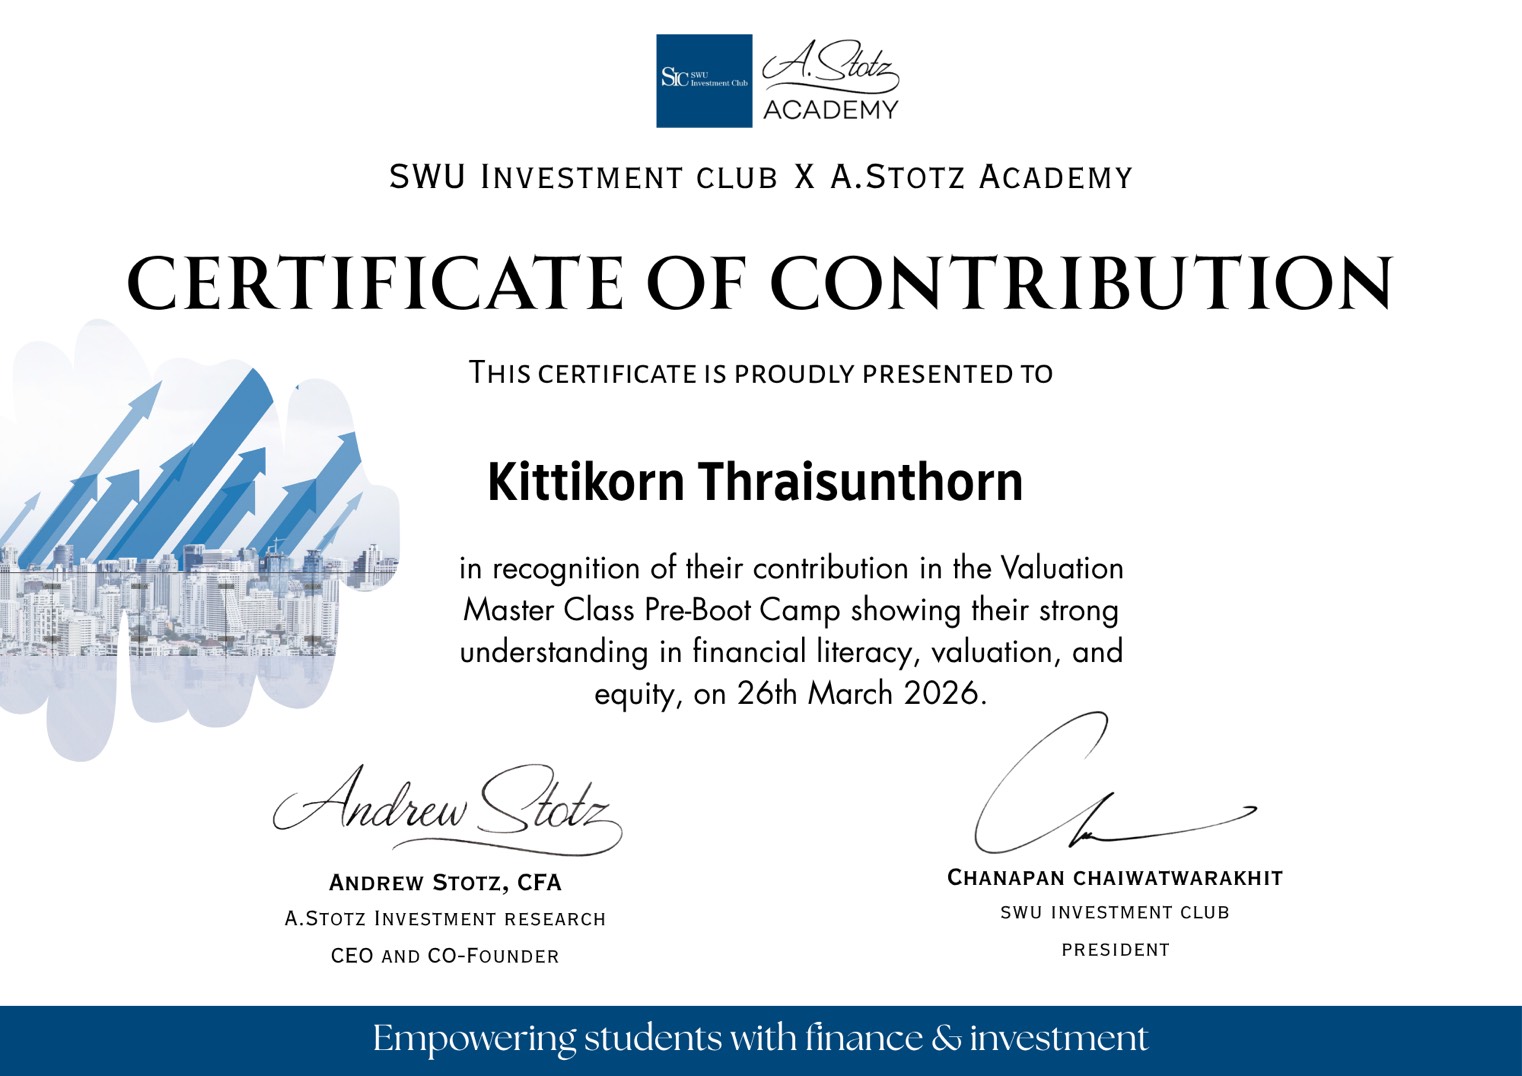 SIC SWU
Investment Club
A. Stotz
ACADEMY
SWU INVESTMENT CLUB X A.STOTZ ACADEMY
CERTIFICATE OF CONTRIBUTION
THIS CERTIFICATE IS PROUDLY PRESENTED TO
Kittikorn Thraisunthorn
in recognition of their contribution in the Valuation
Master Class Pre-Boot Camp showing their strong
understanding in financial literacy, valuation, and
equity, on 26th March 2026.
Andrew Stotz
ANDREW STOTZ, CFA
A.STOTZ INVESTMENT RESEARCH
CEO AND CO-FOUNDER
CHANAPAN CHAIWATWARAKHIT
SWU INVESTMENT CLUB
PRESIDENT
Empowering students with finance & investment